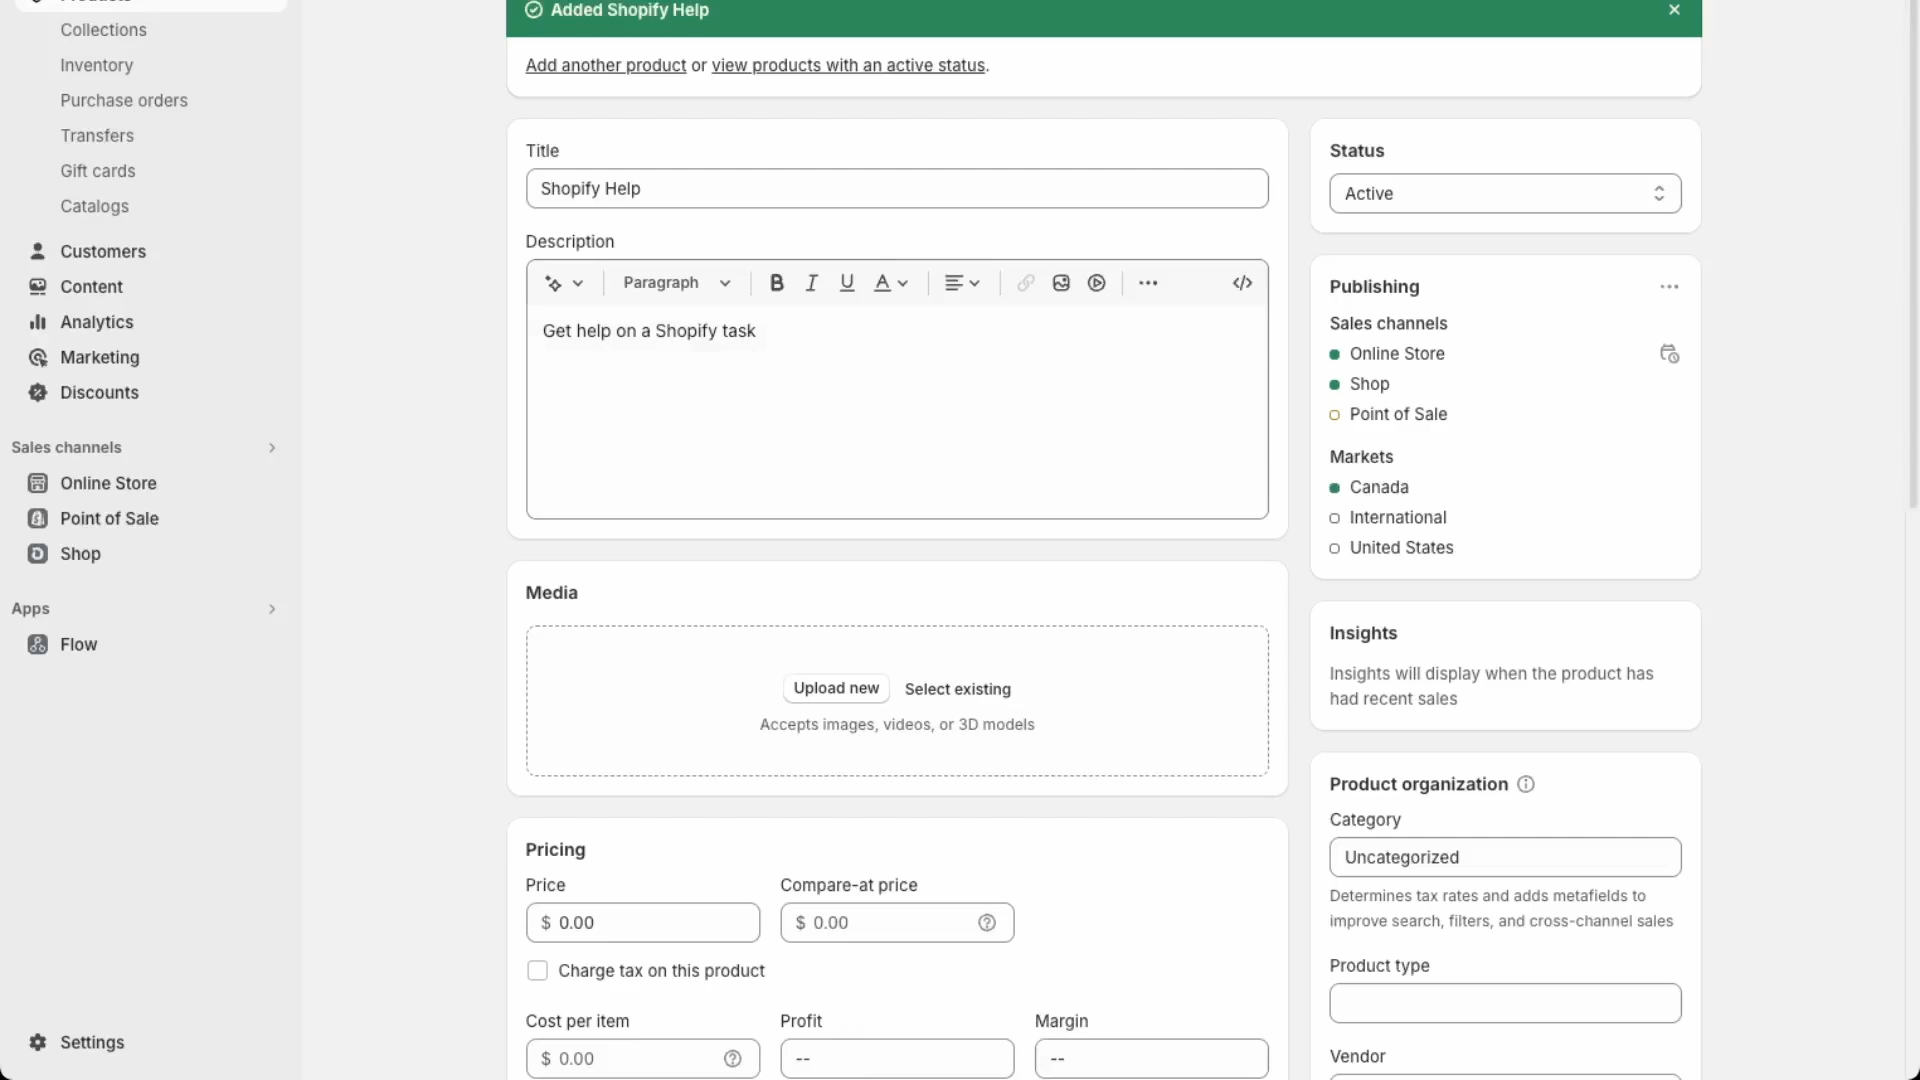 Products
Collections
Inventory
Purchase orders
Transfers
Gift cards
Catalogs
Customers
Content
Analytics
Marketing
Discounts
Sales channels
Online Store
Point of Sale
Shop
Apps
Flow
Settings
Added Shopify Help
Add another product or view products with an active status.
Title
Shopify Help
Description
Paragraph
B I U A
Get help on a Shopify task
Media
Upload new Select existing
Accepts images, videos, or 3D models
Pricing
Price Compare-at price
$ 0.00 $ 0.00
Charge tax on this product
Cost per item Profit Margin
$ 0.00 -- --
Status
Active
Publishing
Sales channels
Online Store
Shop
Point of Sale
Markets
Canada
International
United States
Insights
Insights will display when the product has
had recent sales
Product organization
Category
Uncategorized
Determines tax rates and adds metafields to
improve search, filters, and cross-channel sales
Product type
Vendor